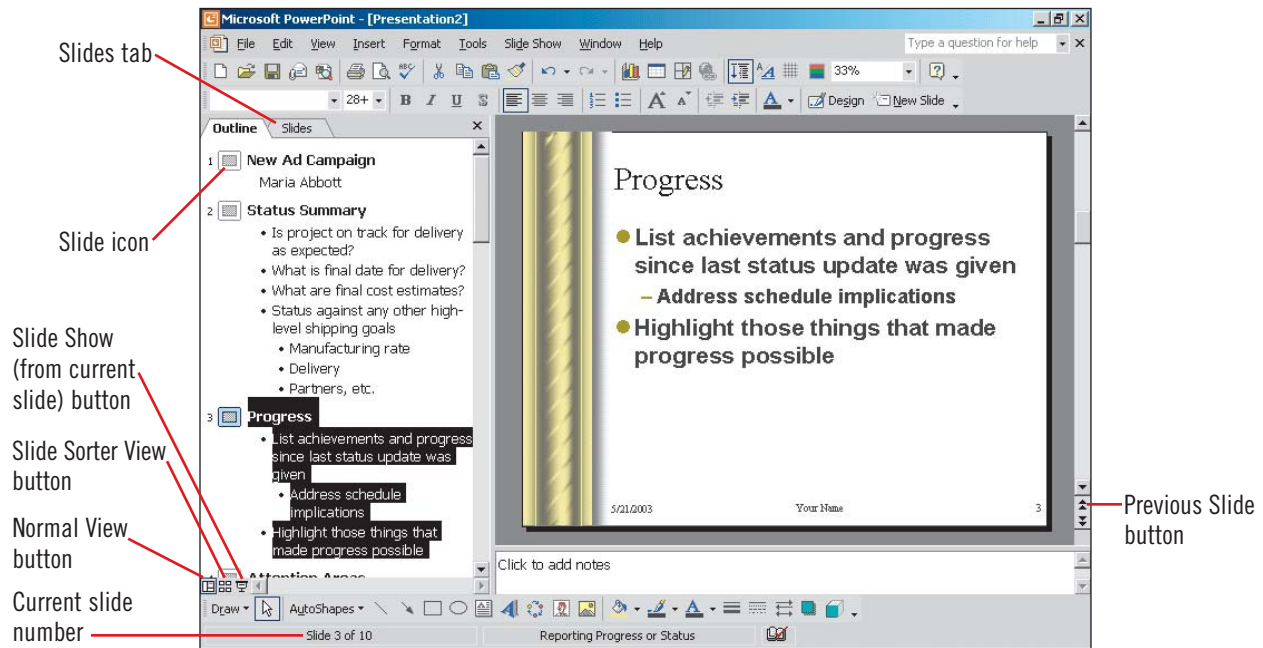 Microsoft PowerPoint - [Presentation2]
File Edit View Insert Format Tools Slide Show Window Help
Type a question for help
ABC
33%
28+
B I U S
A A
A
Design
New Slide
Outline
Slides
1 New Ad Campaign
Maria Abbott
2 Status Summary
• Is project on track for delivery
as expected?
• What is final date for delivery?
• What are final cost estimates?
• Status against any other high-
level shipping goals
• Manufacturing rate
• Delivery
• Partners, etc.
3 Progress
• List achievements and progress
since last status update was
given
• Address schedule
implications
• Highlight those things that
made progress possible
4 Attention Areas
Progress
List achievements and progress
since last status update was given
– Address schedule implications
Highlight those things that made
progress possible
5/21/2003
Your Name
3
Click to add notes
Draw
AutoShapes
A
Slide 3 of 10
Reporting Progress or Status
Slides tab
Slide icon
Slide Show
(from current
slide) button
Slide Sorter View
button
Normal View
button
Current slide
number
Previous Slide
button